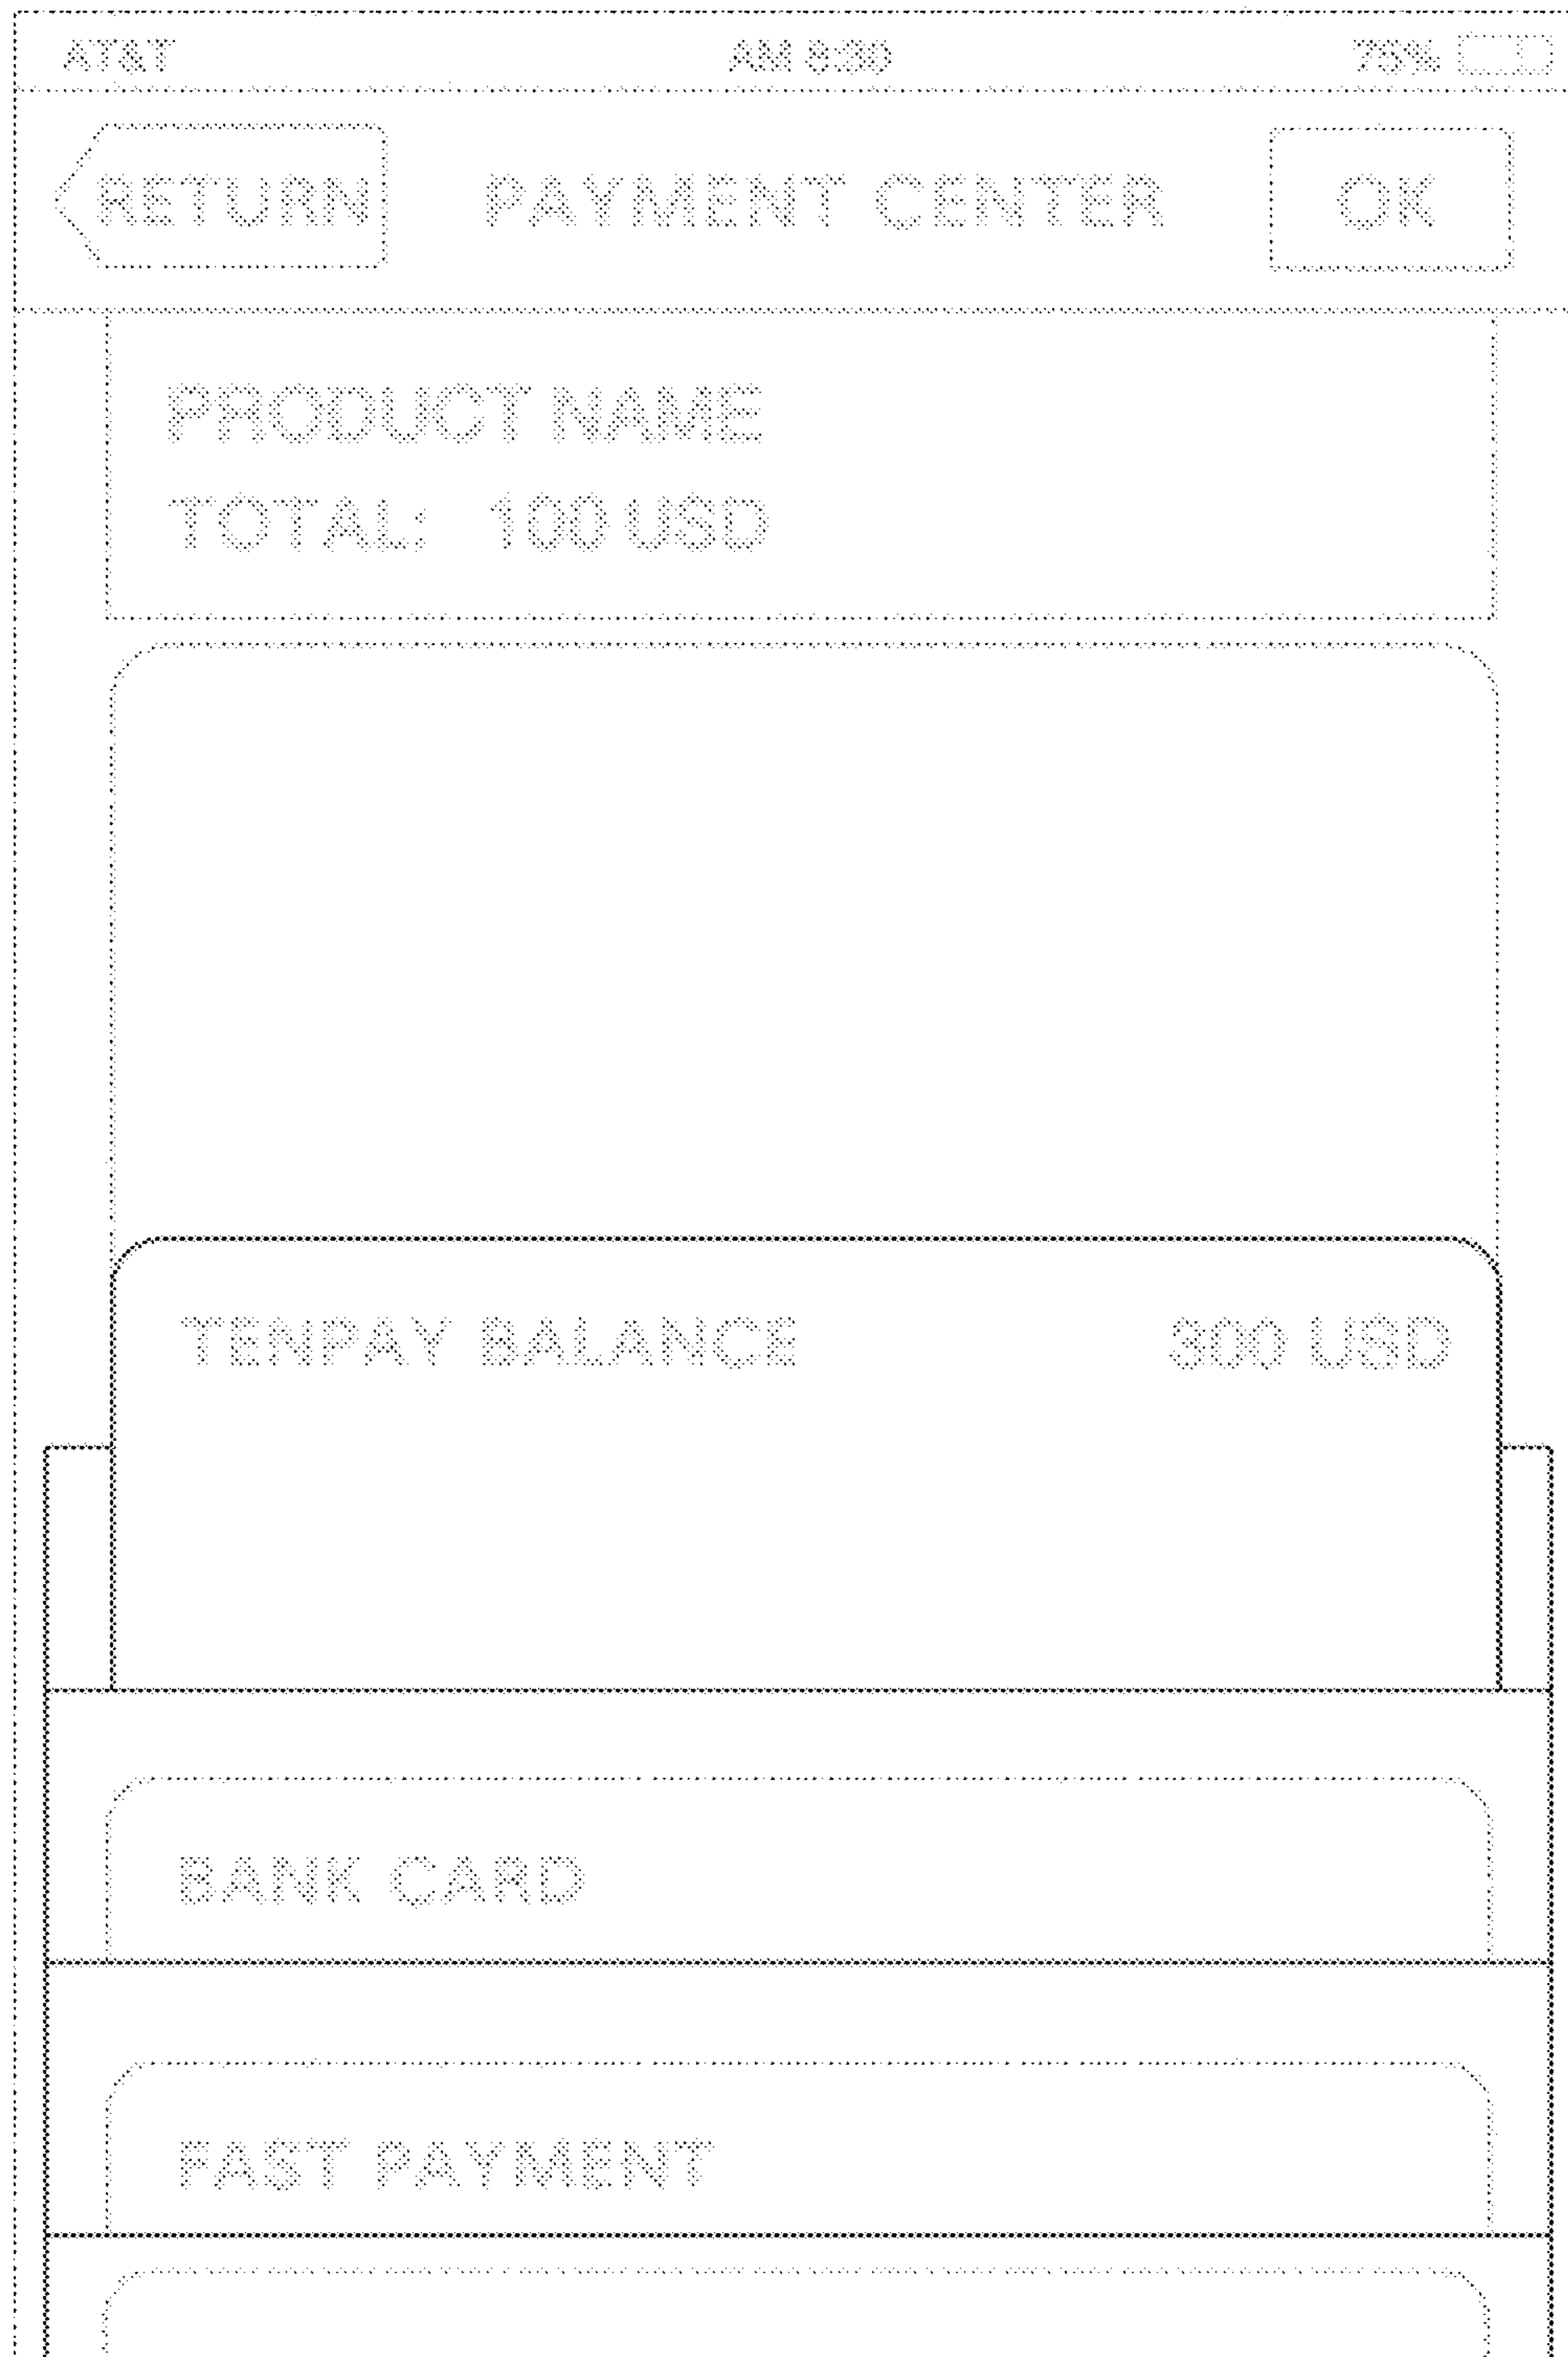 AT&T AM 8:30 75%
RETURN PAYMENT CENTER OK
PRODUCT NAME
TOTAL: 100 USD
TENPAY BALANCE 300 USD
BANK CARD
FAST PAYMENT